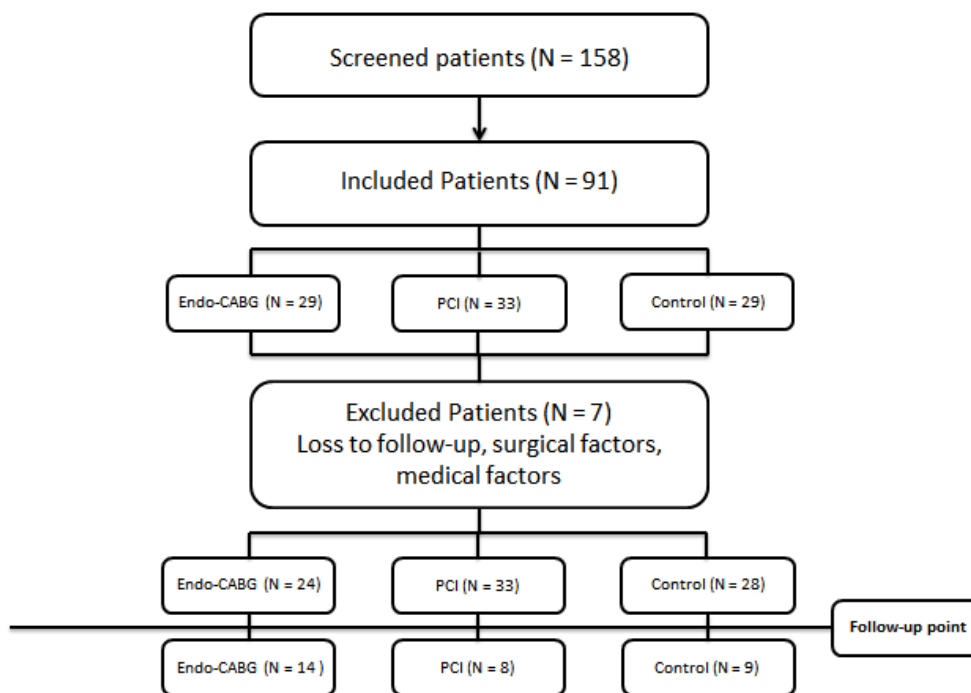 Screened patients (N = 158)
Included Patients (N = 91)
Endo-CABG (N = 29)
PCI (N = 33)
Control (N = 29)
Excluded Patients (N = 7)
Loss to follow-up, surgical factors,
medical factors
Endo-CABG (N = 24)
PCI (N = 33)
Control (N = 28)
Follow-up point
Endo-CABG (N = 14 )
PCI (N = 8)
Control (N = 9)